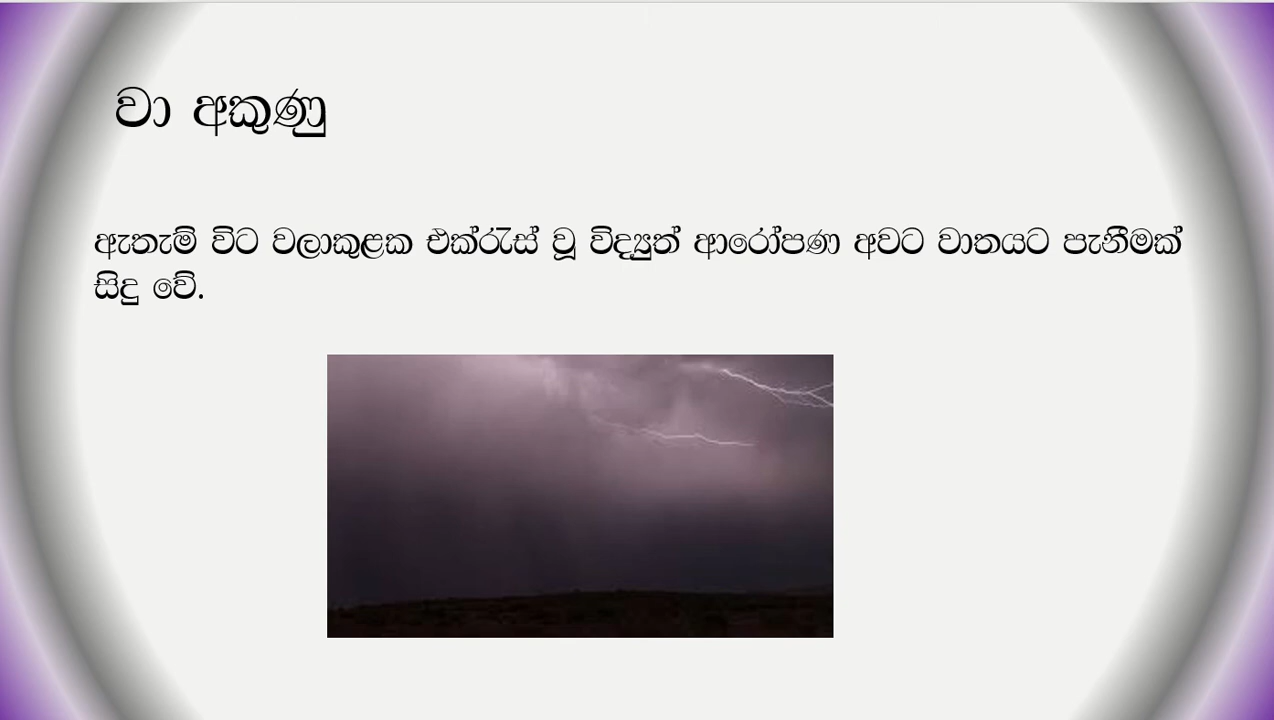 වා අකුණු
ඇතැම් විට වලාකුළක එක්රැස් වූ විද්‍යුත් ආරෝපණ අවට වාතයට පැනීමක්
සිදු වේ.